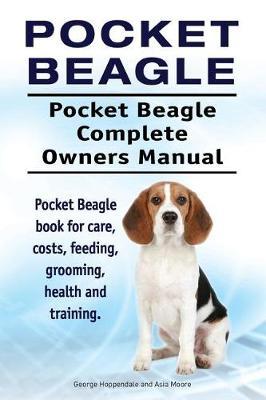 POCKET
BEAGLE
Pocket Beagle
Complete
Owners Manual
Pocket Beagle
book for care,
costs, feeding,
grooming,
health and
training.
George Hoppendale and Asia Moore